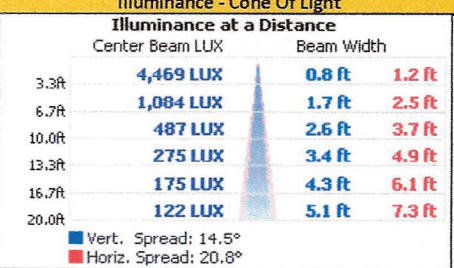 Illuminance - Cone Of Light
Illuminance at a Distance
Center Beam LUX Beam Width
3.3ft 4,469 LUX 0.8 ft 1.2 ft
6.7ft 1,084 LUX 1.7 ft 2.5 ft
10.0ft 487 LUX 2.6 ft 3.7 ft
13.3ft 275 LUX 3.4 ft 4.9 ft
16.7ft 175 LUX 4.3 ft 6.1 ft
20.0ft 122 LUX 5.1 ft 7.3 ft
Vert. Spread: 14.5°
Horiz. Spread: 20.8°